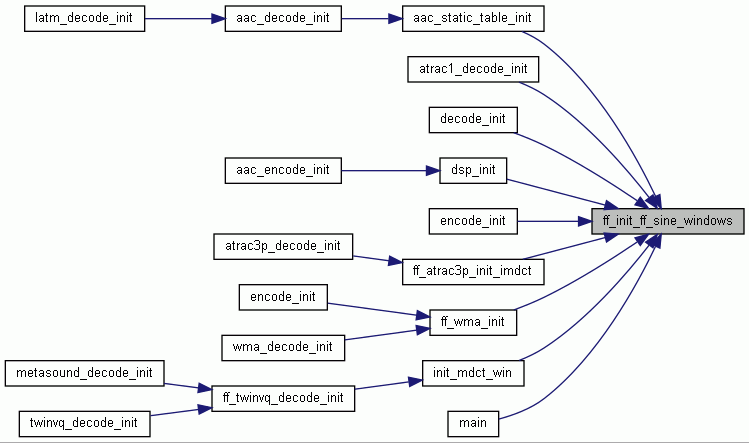 latm_decode_init
aac_decode_init
aac_static_table_init
atrac1_decode_init
decode_init
aac_encode_init
dsp_init
encode_init
ff_init_ff_sine_windows
atrac3p_decode_init
ff_atrac3p_init_imdct
encode_init
ff_wma_init
wma_decode_init
metasound_decode_init
ff_twinvq_decode_init
init_mdct_win
twinvq_decode_init
main